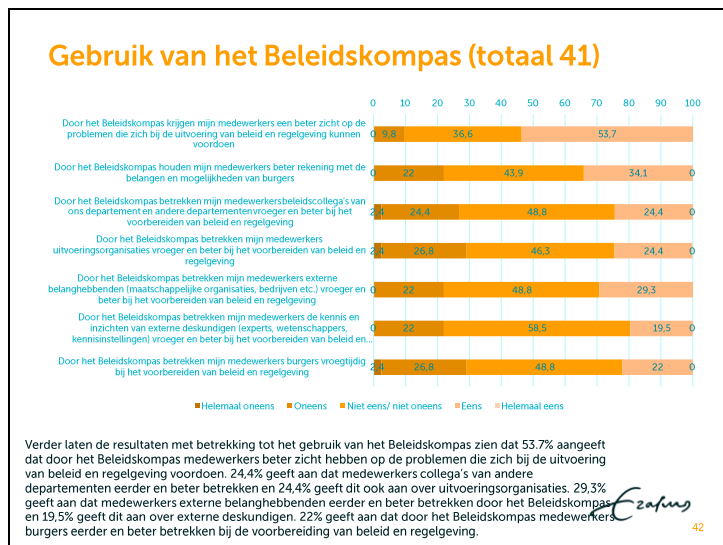 Gebruik van het Beleidskompas (totaal 41)
0 10 20 30 40 50 60 70 80 90 100
Door het Beleidskompas krijgen mijn medewerkers een beter zicht op de
problemen die zich bij de uitvoering van beleid en regelgeving kunnen
voordoen
0 9,8 36,6 53,7
Door het Beleidskompas houden mijn medewerkers beter rekening met de
belangen en mogelijkheden van burgers
0 22 43,9 34,1 0
Door het Beleidskompas betrekken mijn medewerkersbeleidscollega's van
ons departement en andere departementenvroeger en beter bij het
voorbereiden van beleid en regelgeving
2,4 24,4 48,8 24,4 0
Door het Beleidskompas betrekken mijn medewerkers
uitvoeringsorganisaties vroeger en beter bij het voorbereiden van beleid en
regelgeving
2,4 26,8 46,3 24,4 0
Door het Beleidskompas betrekken mijn medewerkers externe
belanghebbenden (maatschappelijke organisaties, bedrijven etc.) vroeger en
beter bij het voorbereiden van beleid en regelgeving
0 22 48,8 29,3
Door het Beleidskompas betrekken mijn medewerkers de kennis en
inzichten van externe deskundigen (experts, wetenschappers,
kennisinstellingen) vroeger en beter bij het voorbereiden van beleid en...
0 22 58,5 19,5 0
Door het Beleidskompas betrekken mijn medewerkers burgers vroegtijdig
bij het voorbereiden van beleid en regelgeving
2,4 26,8 48,8 22 0
Helemaal oneens Oneens Niet eens/ niet oneens Eens Helemaal eens
Verder laten de resultaten met betrekking tot het gebruik van het Beleidskompas zien dat 53.7% aangeeft
dat door het Beleidskompas medewerkers beter zicht hebben op de problemen die zich bij de uitvoering
van beleid en regelgeving voordoen. 24,4% geeft aan dat medewerkers collega's van andere
departementen eerder en beter betrekken en 24,4% geeft dit ook aan over uitvoeringsorganisaties. 29,3%
geeft aan dat medewerkers externe belanghebbenden eerder en beter betrekken door het Beleidskompas
en 19,5% geeft dit aan over externe deskundigen. 22% geeft aan dat door het Beleidskompas medewerkers
burgers eerder en beter betrekken bij de voorbereiding van beleid en regelgeving.
Erasmus
42